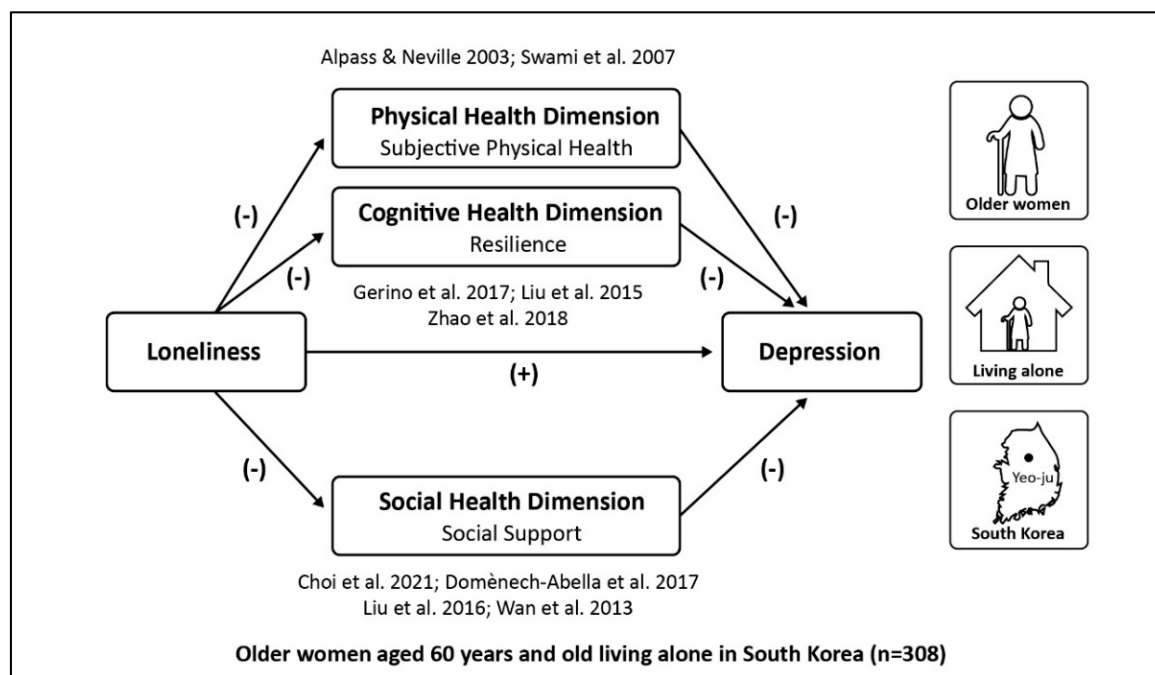 Alpass & Neville 2003; Swami et al. 2007
Physical Health Dimension
Subjective Physical Health
(-)
(-)
Cognitive Health Dimension
Resilience
(-)
(-)
Gerino et al. 2017; Liu et al. 2015
Zhao et al. 2018
Loneliness
(+)
Depression
(-)
(-)
Social Health Dimension
Social Support
Choi et al. 2021; Domènech-Abella et al. 2017
Liu et al. 2016; Wan et al. 2013
Older women aged 60 years and old living alone in South Korea (n=308)
Older women
Living alone
Yeo-ju
South Korea